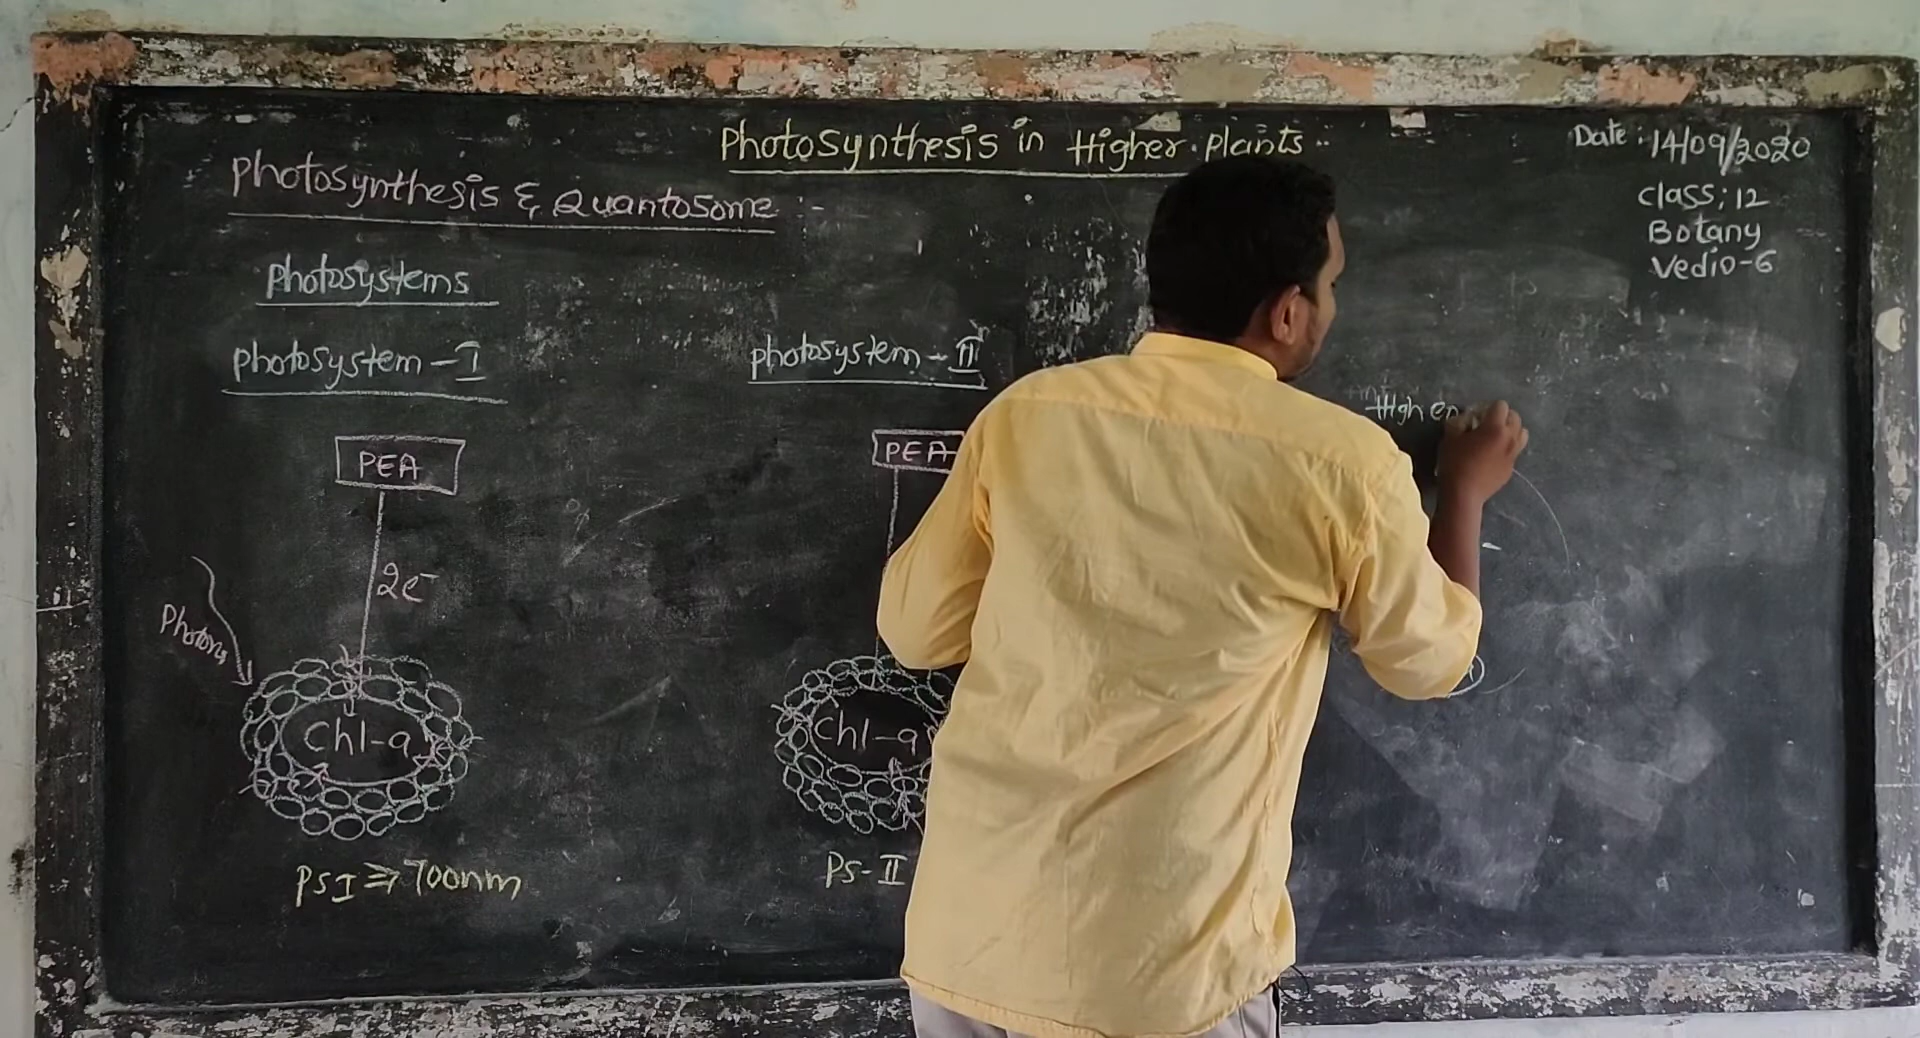 Photosynthesis in Higher Plants
Date: 14/09/2020
class; 12
Botany
Vedio-6
Photosynthesis & Quantosome :-
Photosystems
Photosystem - I
Photosystem - II
PEA
PEA
2e-
Photons
Chl-a
Chl-a
High en
PS I ⇒ 700nm
PS-II